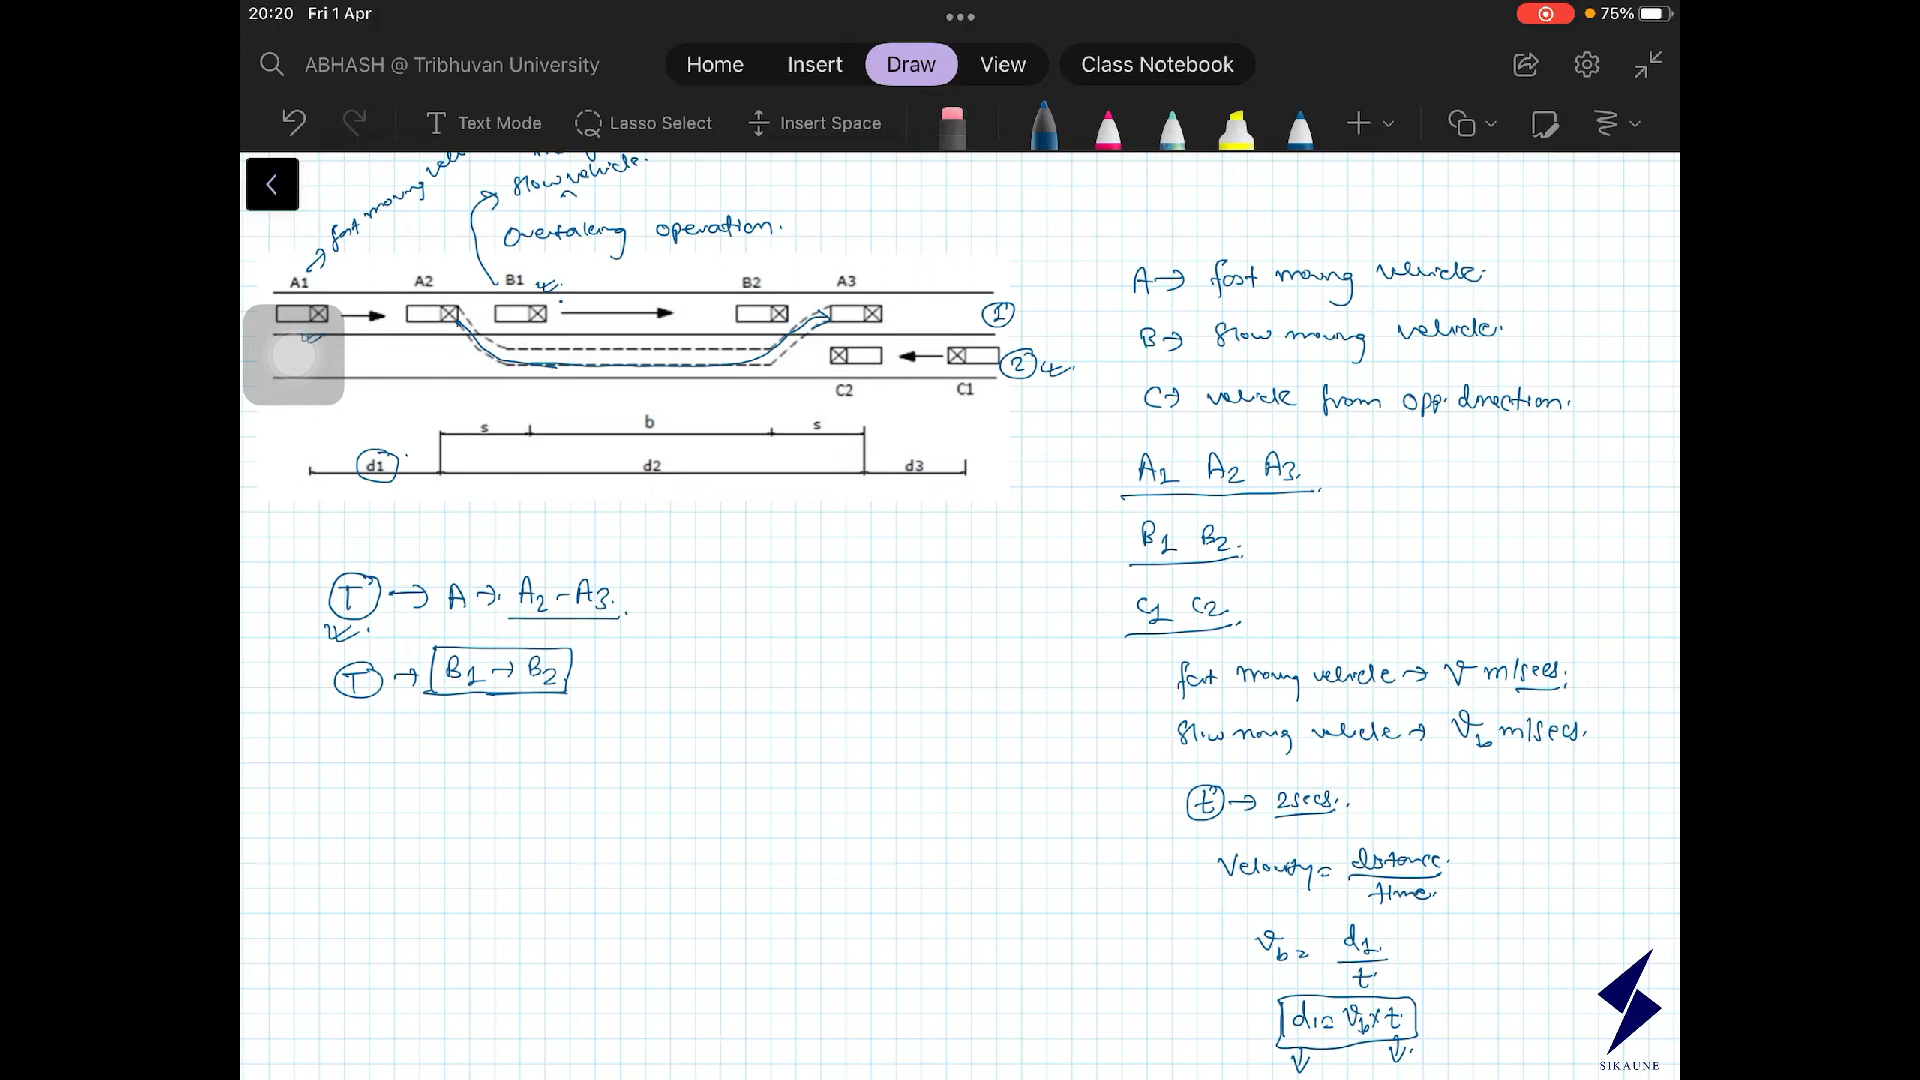 20:20 Fri 1 Apr
75%
ABHASH @ Tribhuvan University
Home Insert Draw View Class Notebook
Text Mode Lasso Select Insert Space
fast moving
slow vehicle.
Overtaking operation.
A1 A2 B1 B2 A3
1
2
C2 C1
s b s
d1 d2 d3
T → A → A2 - A3.
T → B1 → B2
A → fast moving vehicle.
B → slow moving vehicle.
C → vehicle from opp. direction.
A1 A2 A3.
B1 B2.
C1 C2.
fast moving vehicle → V m/secs.
slow moving vehicle → Vb m/secs.
t → 2secs.
Velocity = distance.
time.
Vb = d1.
t.
d1 = Vb × t.
SIKAUNE